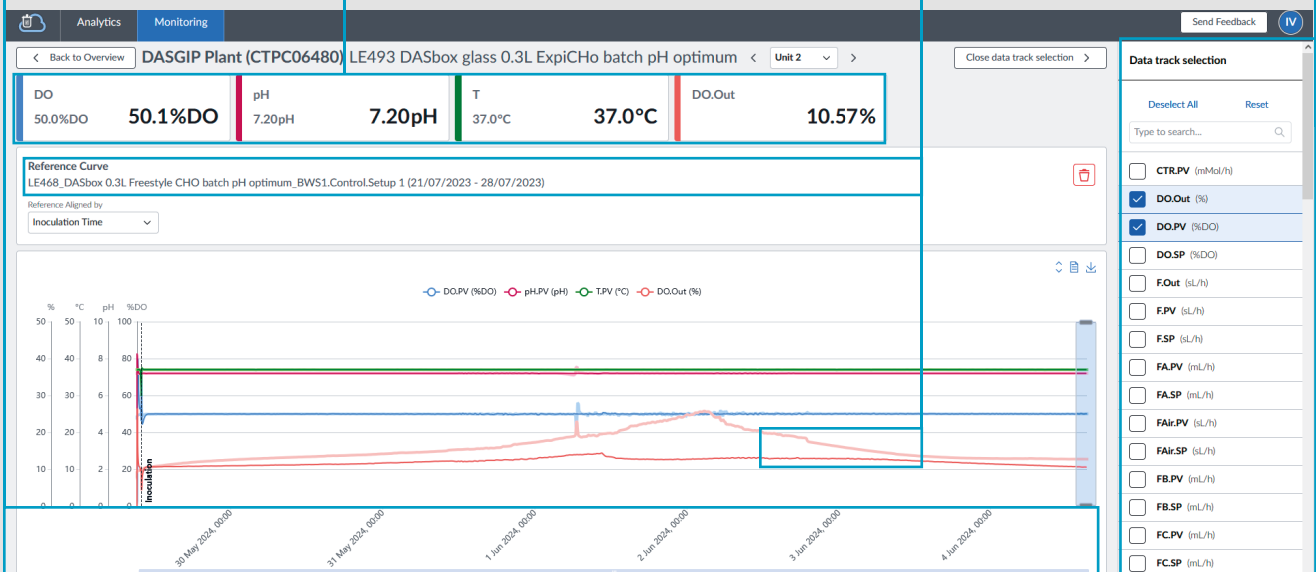 Analytics Monitoring Send Feedback IV
Back to Overview DASGIP Plant (CTPC06480) LE493 DASbox glass 0.3L ExpiCHo batch pH optimum Unit 2 Close data track selection
DO pH T DO.Out
50.0%DO 50.1%DO 7.20pH 7.20pH 37.0°C 37.0°C 10.57%
Reference Curve
LE468_DASbox 0.3L Freestyle CHO batch pH optimum_BWS1.Control.Setup 1 (21/07/2023 - 28/07/2023)
Reference Aligned by
Inoculation Time
DO.PV (%DO) pH.PV (pH) T.PV (°C) DO.Out (%)
% °C pH %DO
50 50 10 100
40 40 8 80
30 30 6 60
20 20 4 40
10 10 2 20
0 0 0 0
Inoculation
30 May 2024, 00:00
31 May 2024, 00:00
1 Jun 2024, 00:00
2 Jun 2024, 00:00
3 Jun 2024, 00:00
4 Jun 2024, 00:00
Data track selection
Deselect All Reset
Type to search...
CTR.PV (mMol/h)
DO.Out (%)
DO.PV (%DO)
DO.SP (%DO)
F.Out (sL/h)
F.PV (sL/h)
F.SP (sL/h)
FA.PV (mL/h)
FA.SP (mL/h)
FAir.PV (sL/h)
FAir.SP (sL/h)
FB.PV (mL/h)
FB.SP (mL/h)
FC.PV (mL/h)
FC.SP (mL/h)